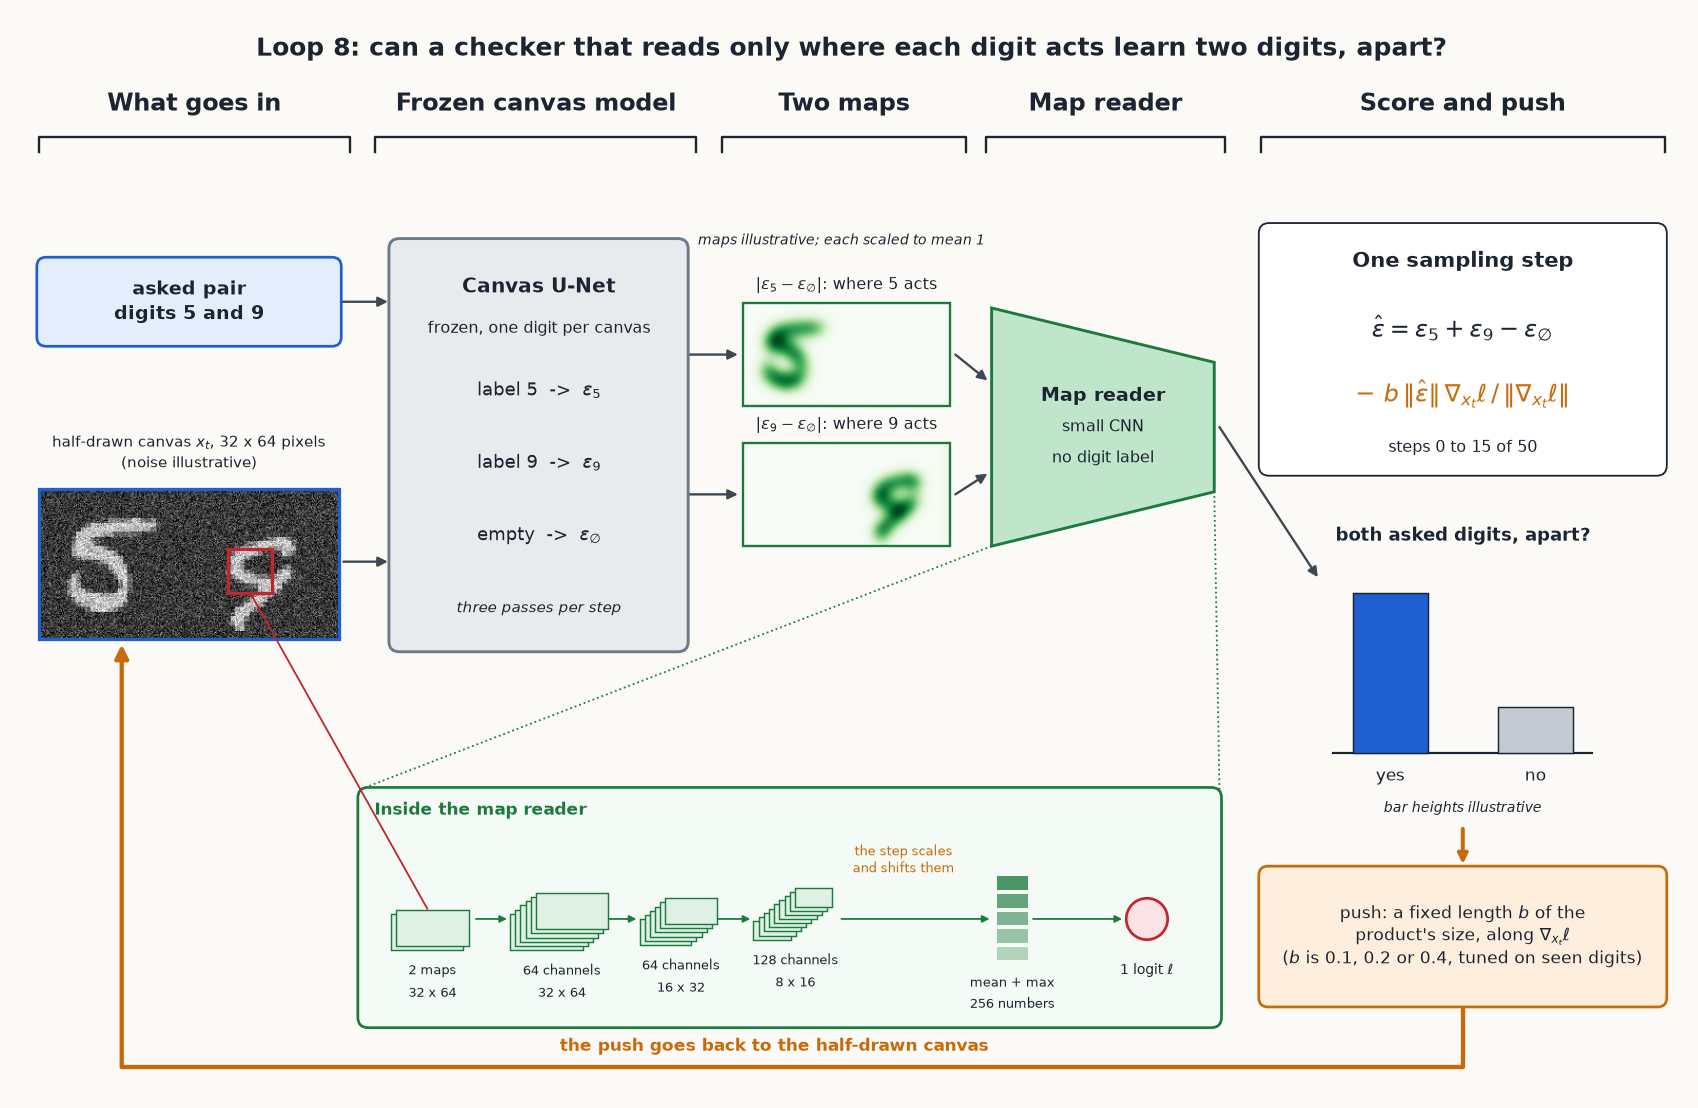 Loop 8: can a checker that reads only where each digit acts learn two digits, apart?
What goes in
Frozen canvas model
Two maps
Map reader
Score and push
asked pair
digits 5 and 9
half-drawn canvas xₜ, 32 x 64 pixels
(noise illustrative)
Canvas U-Net
frozen, one digit per canvas
label 5 -> ε₅
label 9 -> ε₉
empty -> ε∅
three passes per step
maps illustrative; each scaled to mean 1
|ε₅ − ε∅|: where 5 acts
|ε₉ − ε∅|: where 9 acts
Map reader
small CNN
no digit label
One sampling step
ε̂ = ε₅ + ε₉ − ε∅
− b ‖ε̂‖ ∇xₜℓ / ‖∇xₜℓ‖
steps 0 to 15 of 50
both asked digits, apart?
yes
no
bar heights illustrative
push: a fixed length b of the
product's size, along ∇xₜℓ
(b is 0.1, 0.2 or 0.4, tuned on seen digits)
Inside the map reader
the step scales
and shifts them
2 maps
32 x 64
64 channels
32 x 64
64 channels
16 x 32
128 channels
8 x 16
mean + max
256 numbers
1 logit ℓ
the push goes back to the half-drawn canvas